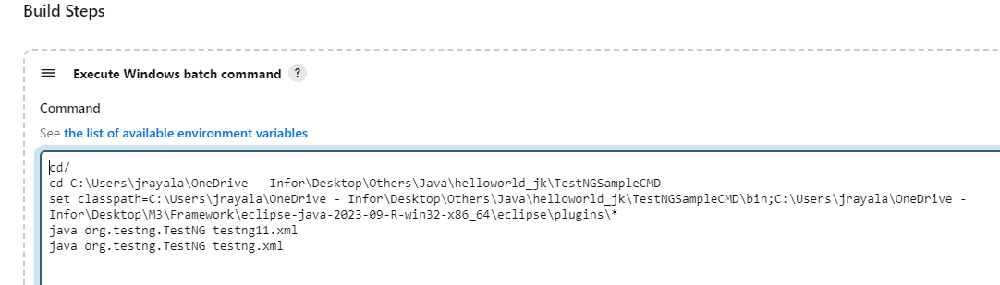 Build Steps
Execute Windows batch command ?
Command
See the list of available environment variables
cd/
cd C:\Users\jrayala\OneDrive - Infor\Desktop\Others\Java\helloworld_jk\TestNGSampleCMD
set classpath=C:\Users\jrayala\OneDrive - Infor\Desktop\Others\Java\helloworld_jk\TestNGSampleCMD\bin;C:\Users\jrayala\OneDrive -
Infor\Desktop\M3\Framework\eclipse-java-2023-09-R-win32-x86_64\eclipse\plugins\*
java org.testng.TestNG testng11.xml
java org.testng.TestNG testng.xml